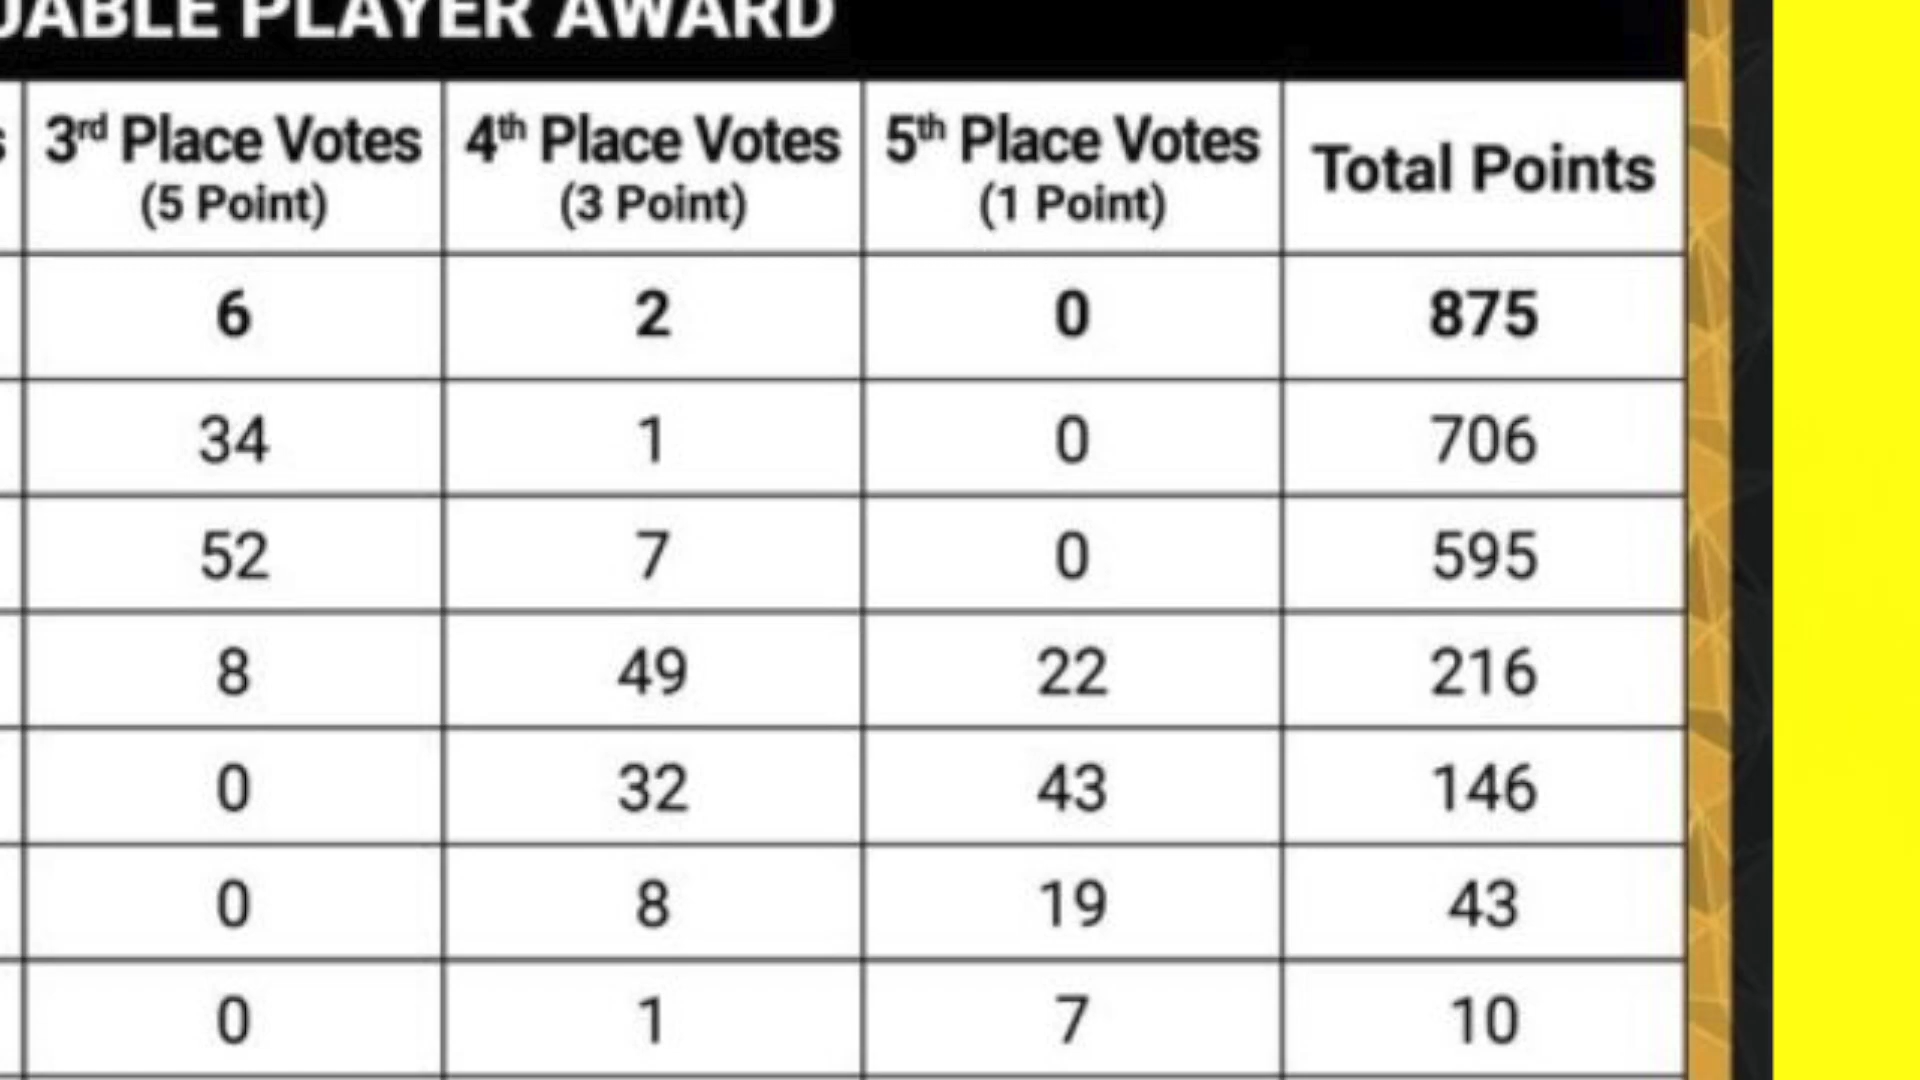 PLAYER AWARD
3rd Place Votes 4th Place Votes 5th Place Votes Total Points
(5 Point) (3 Point) (1 Point)
6 2 0 875
34 1 0 706
52 7 0 595
8 49 22 216
0 32 43 146
0 8 19 43
0 1 7 10